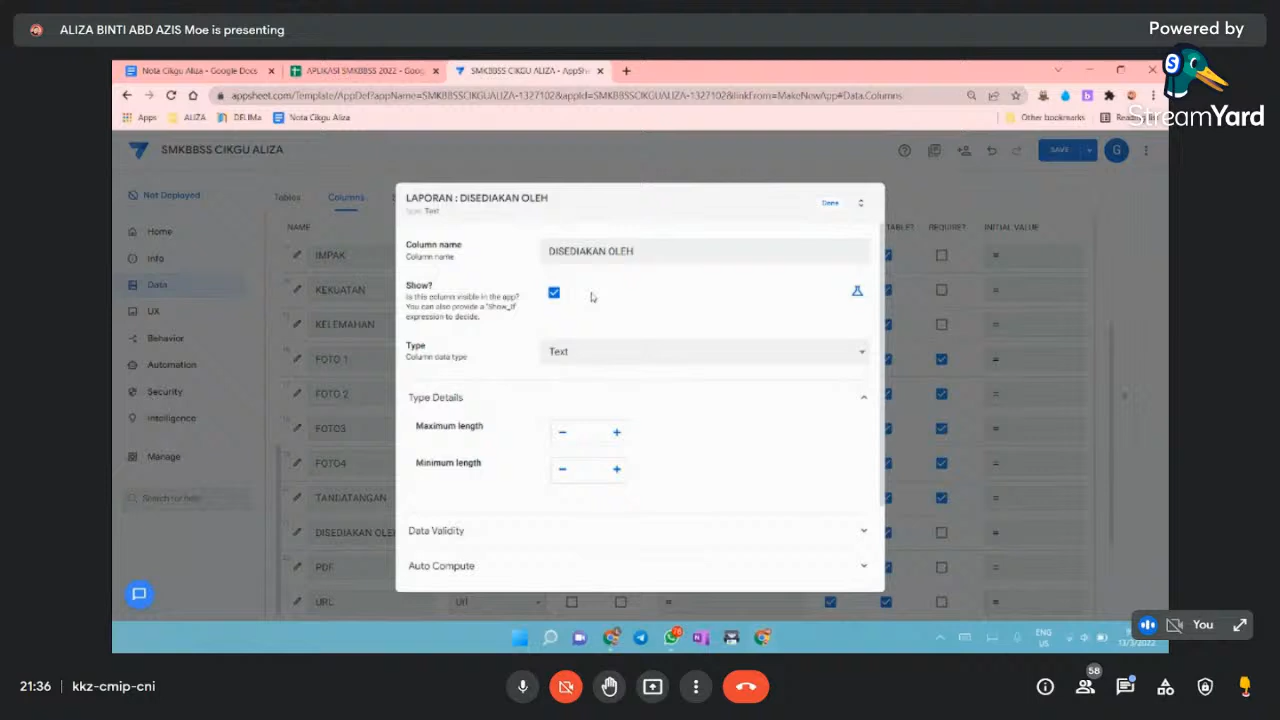 ALIZA BINTI ABD AZIS Moe is presenting
Powered by
StreamYard
Nota Cikgu Aliza - Google Docs
APLIKASI SMKBBSS 2022 - Goog
SMKBBSS CIKGU ALIZA - AppShe
appsheet.com/Template/AppDef?appName=SMKBBSSCIKGUALIZA-1327102&appId=SMKBBSSCIKGUALIZA-1327102&linkFrom=MakeNewApp#Data.Columns
Apps
ALIZA
DELIMa
Nota Cikgu Aliza
Other bookmarks
SMKBBSS CIKGU ALIZA
SAVE
G
Not Deployed
Tables
Columns
Home
Info
Data
UX
Behavior
Automation
Security
Intelligence
Manage
Search for help
NAME
REQUIRE?
INITIAL VALUE
IMPAK
=
KEKUATAN
=
KELEMAHAN
=
FOTO 1
=
FOTO 2
=
FOTO3
=
FOTO4
=
TANDATANGAN
=
DISEDIAKAN OLE
=
PDF
=
URL
Url
=
=
LAPORAN : DISEDIAKAN OLEH
type: Text
Done
Column name
Column name
DISEDIAKAN OLEH
Show?
Is this column visible in the app?
You can also provide a 'Show_If'
expression to decide.
Type
Column data type
Text
Type Details
Maximum length
Minimum length
Data Validity
Auto Compute
You
ENG
US
21:36 | kkz-cmip-cni
58